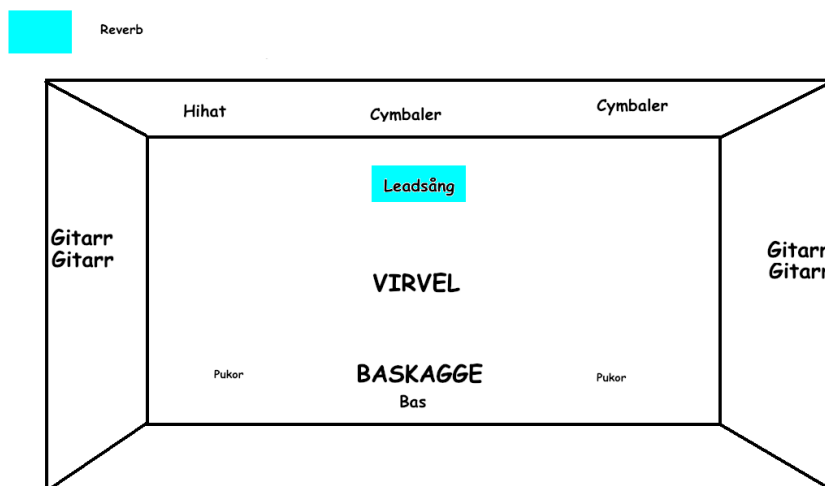 Reverb
Hihat
Cymbaler
Cymbaler
Leadsång
Gitarr
Gitarr
Gitarr
Gitarr
VIRVEL
Pukor
BASKAGGE
Pukor
Bas